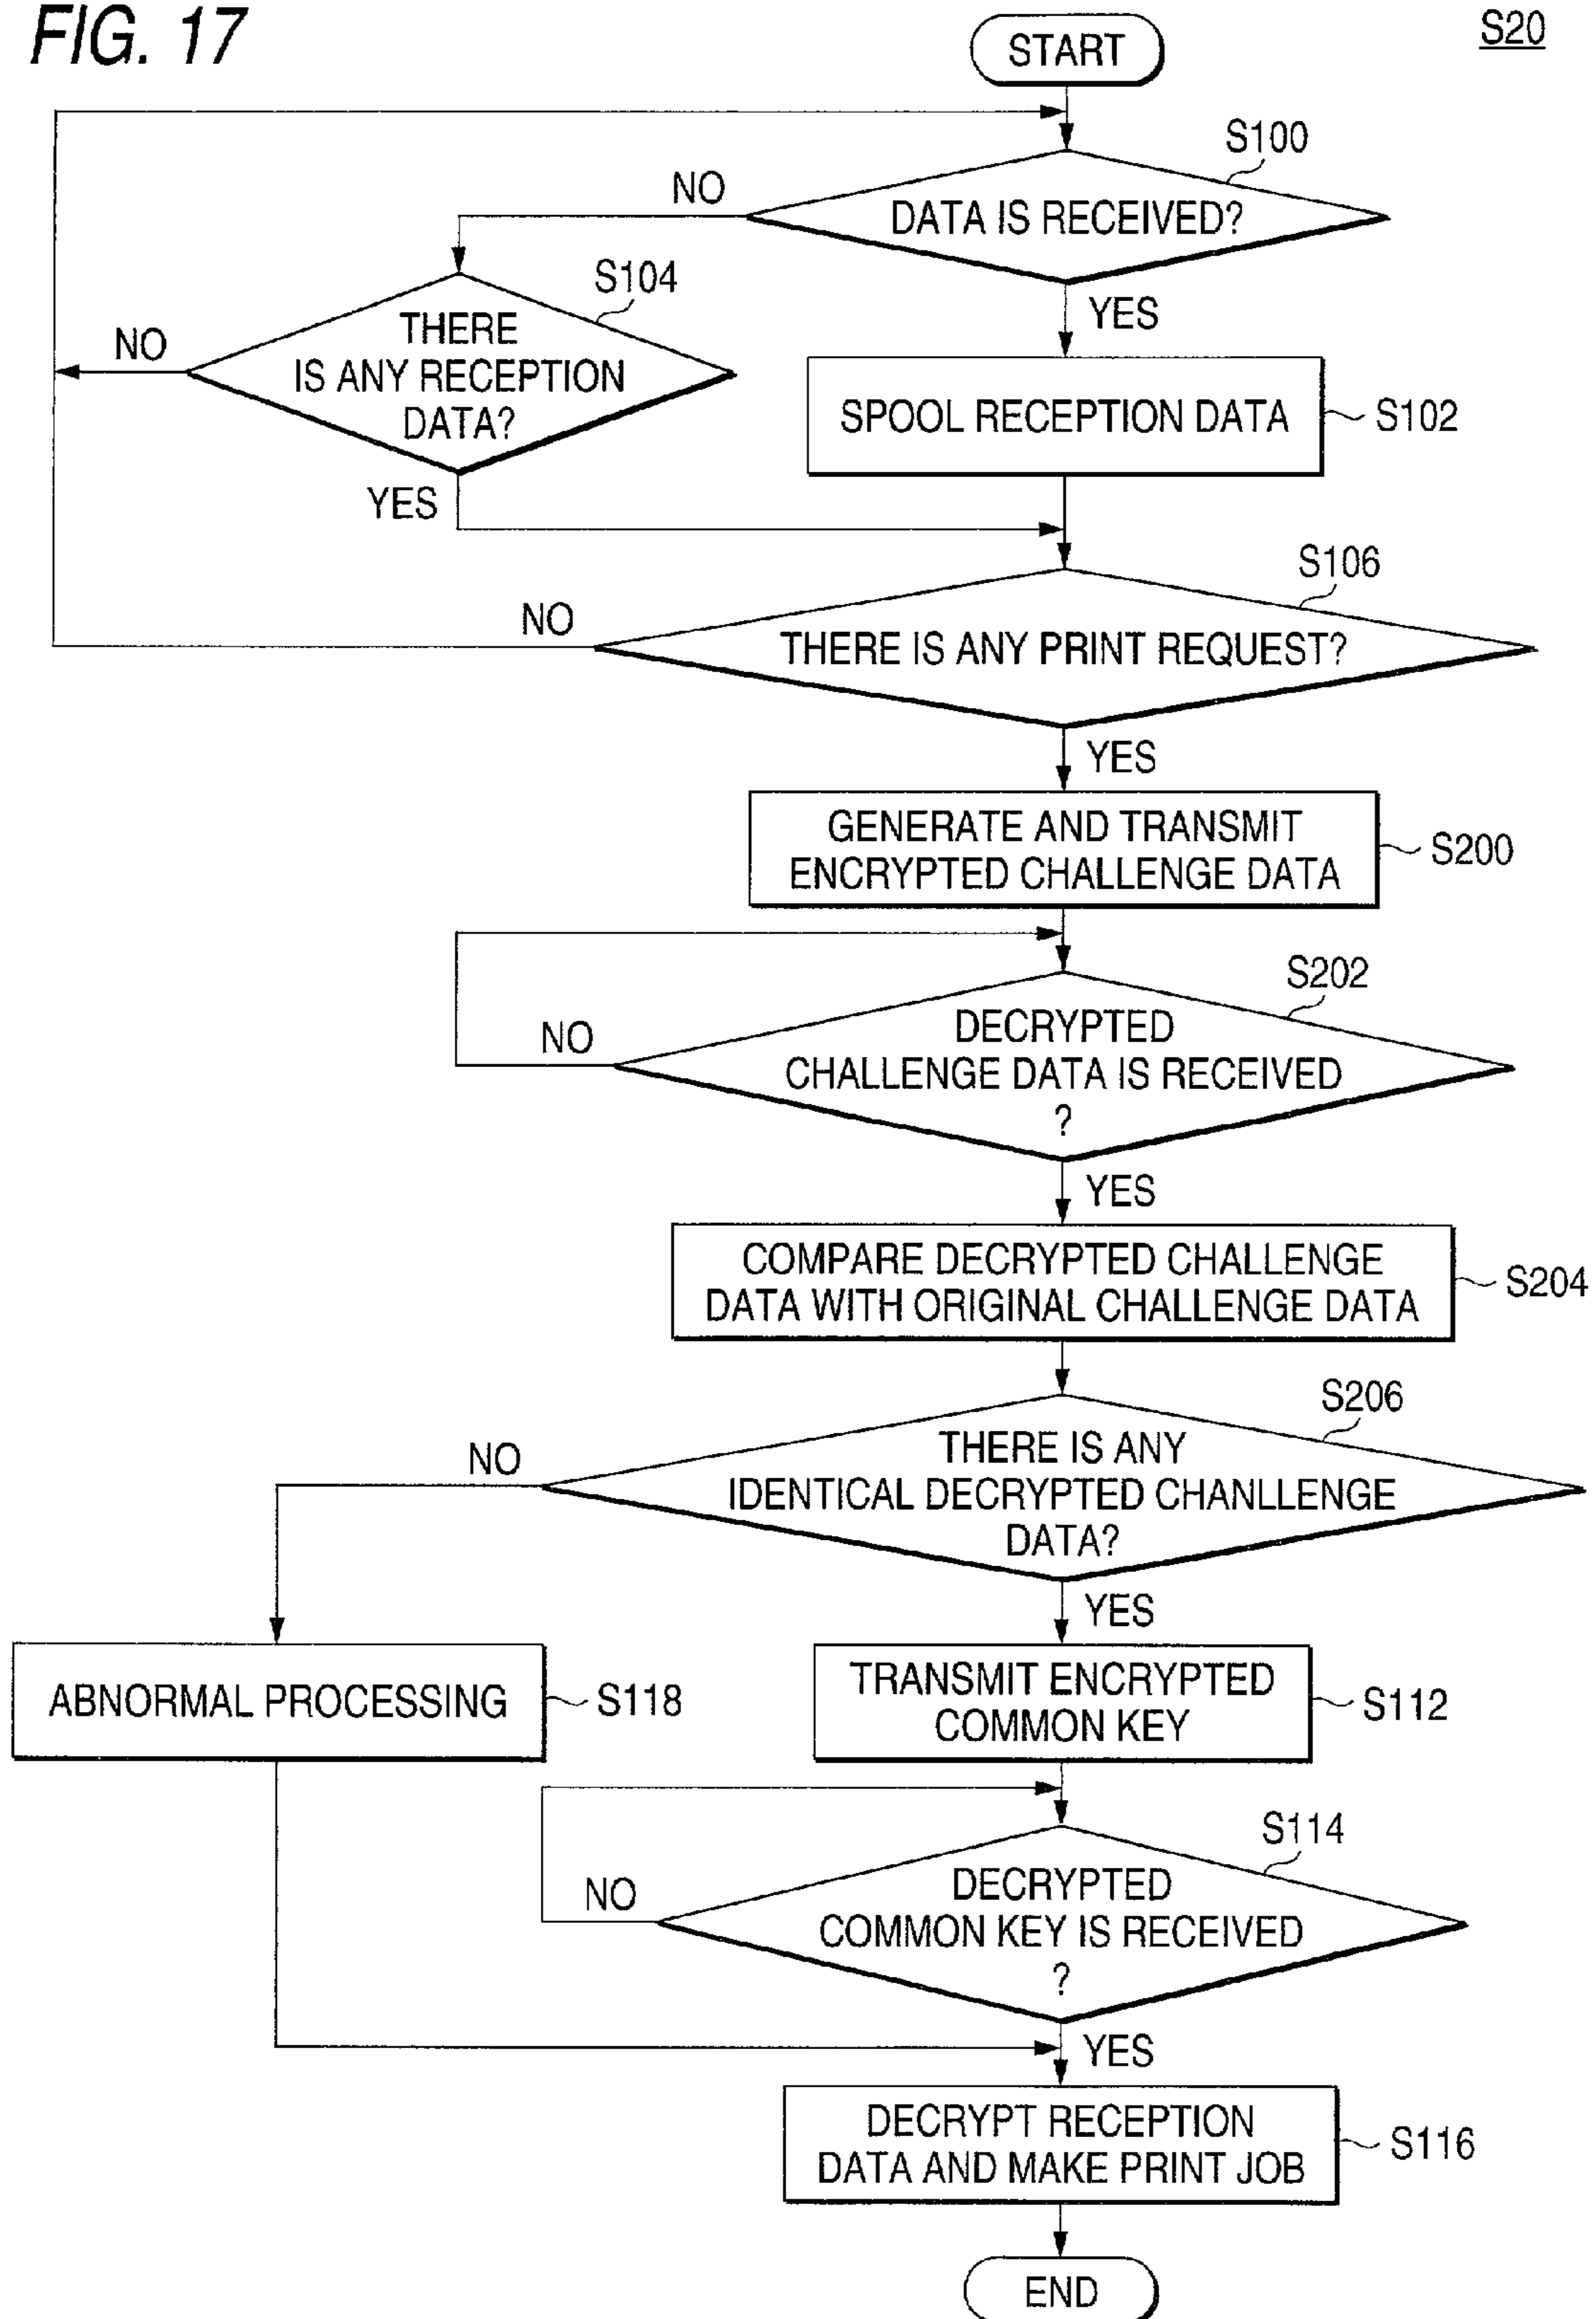 FIG. 17
S20
START
S100
NO
DATA IS RECEIVED?
S104
YES
THERE
IS ANY RECEPTION
DATA?
NO
SPOOL RECEPTION DATA
S102
YES
S106
NO
THERE IS ANY PRINT REQUEST?
YES
GENERATE AND TRANSMIT
ENCRYPTED CHALLENGE DATA
S200
S202
NO
DECRYPTED
CHALLENGE DATA IS RECEIVED
?
YES
COMPARE DECRYPTED CHALLENGE
DATA WITH ORIGINAL CHALLENGE DATA
S204
S206
NO
THERE IS ANY
IDENTICAL DECRYPTED CHANLLENGE
DATA?
YES
ABNORMAL PROCESSING
S118
TRANSMIT ENCRYPTED
COMMON KEY
S112
S114
NO
DECRYPTED
COMMON KEY IS RECEIVED
?
YES
DECRYPT RECEPTION
DATA AND MAKE PRINT JOB
S116
END